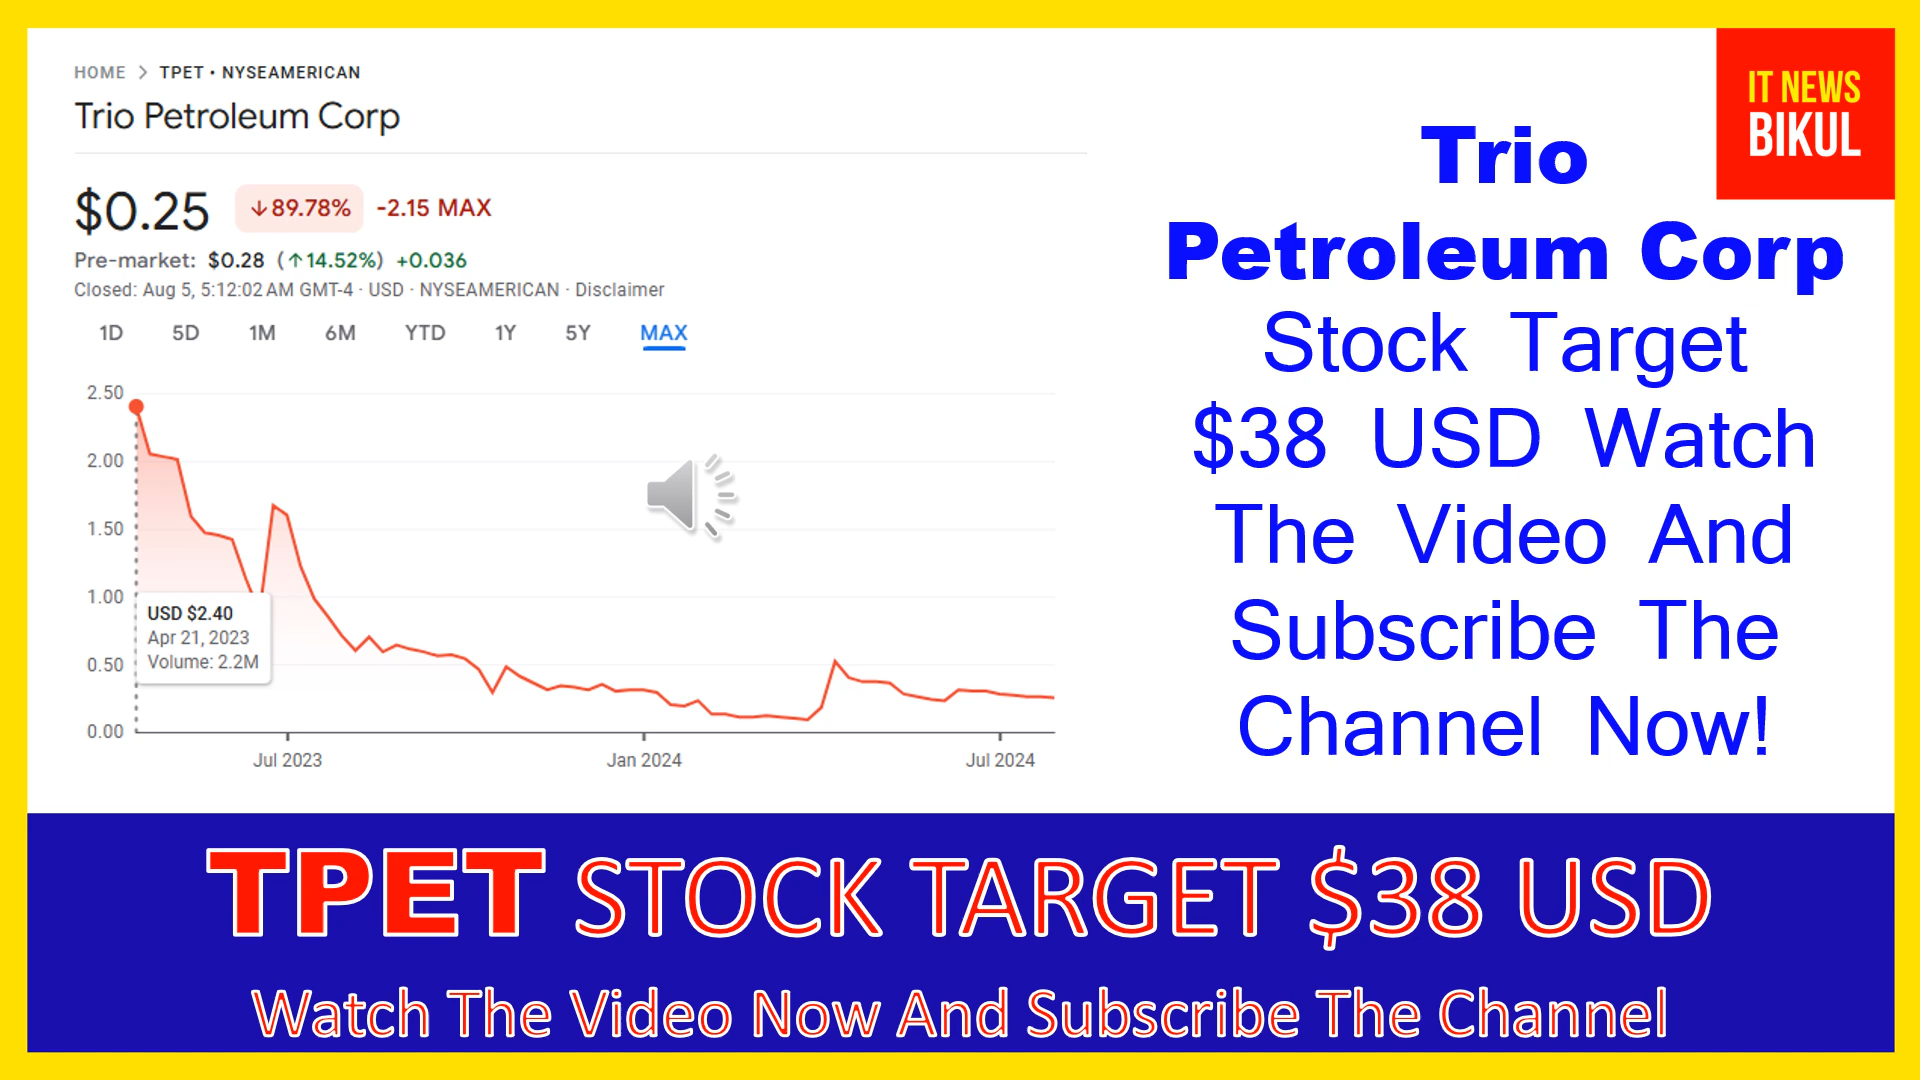 HOME > TPET • NYSEAMERICAN
Trio Petroleum Corp
$0.25 ↓89.78% -2.15 MAX
Pre-market: $0.28 (↑14.52%) +0.036
Closed: Aug 5, 5:12:02 AM GMT-4 · USD · NYSEAMERICAN · Disclaimer
1D 5D 1M 6M YTD 1Y 5Y MAX
2.50
2.00
1.50
1.00
0.50
0.00
USD $2.40
Apr 21, 2023
Volume: 2.2M
Jul 2023 Jan 2024 Jul 2024
IT NEWS
BIKUL
Trio
Petroleum Corp
Stock Target
$38 USD Watch
The Video And
Subscribe The
Channel Now!
TPET STOCK TARGET $38 USD
Watch The Video Now And Subscribe The Channel